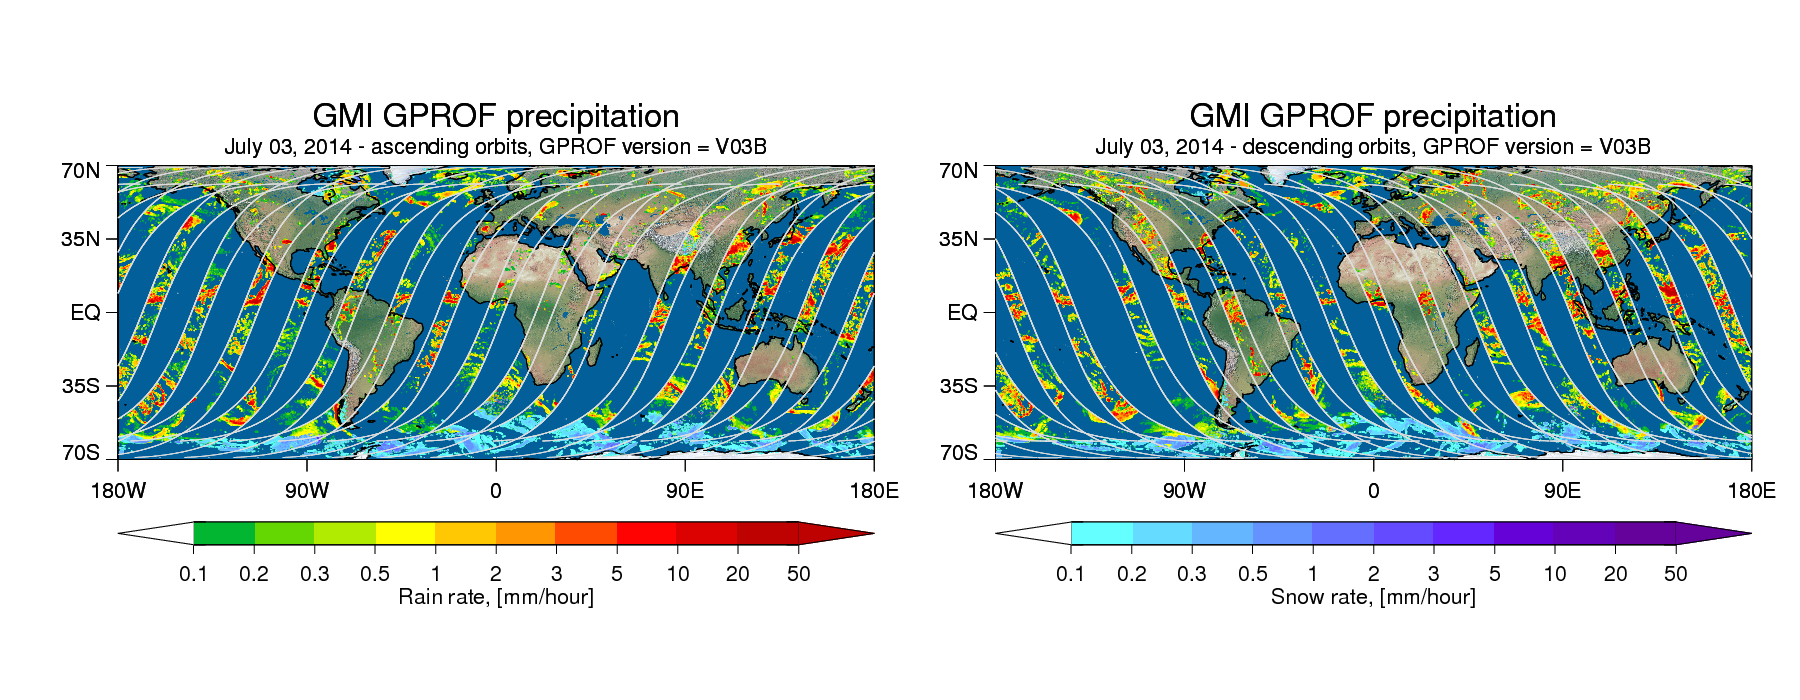 GMI GPROF precipitation
July 03, 2014 - ascending orbits, GPROF version = V03B
70N
35N
EQ
35S
70S
180W 90W 0 90E 180E
0.1 0.2 0.3 0.5 1 2 3 5 10 20 50
Rain rate, [mm/hour]
GMI GPROF precipitation
July 03, 2014 - descending orbits, GPROF version = V03B
70N
35N
EQ
35S
70S
180W 90W 0 90E 180E
0.1 0.2 0.3 0.5 1 2 3 5 10 20 50
Snow rate, [mm/hour]